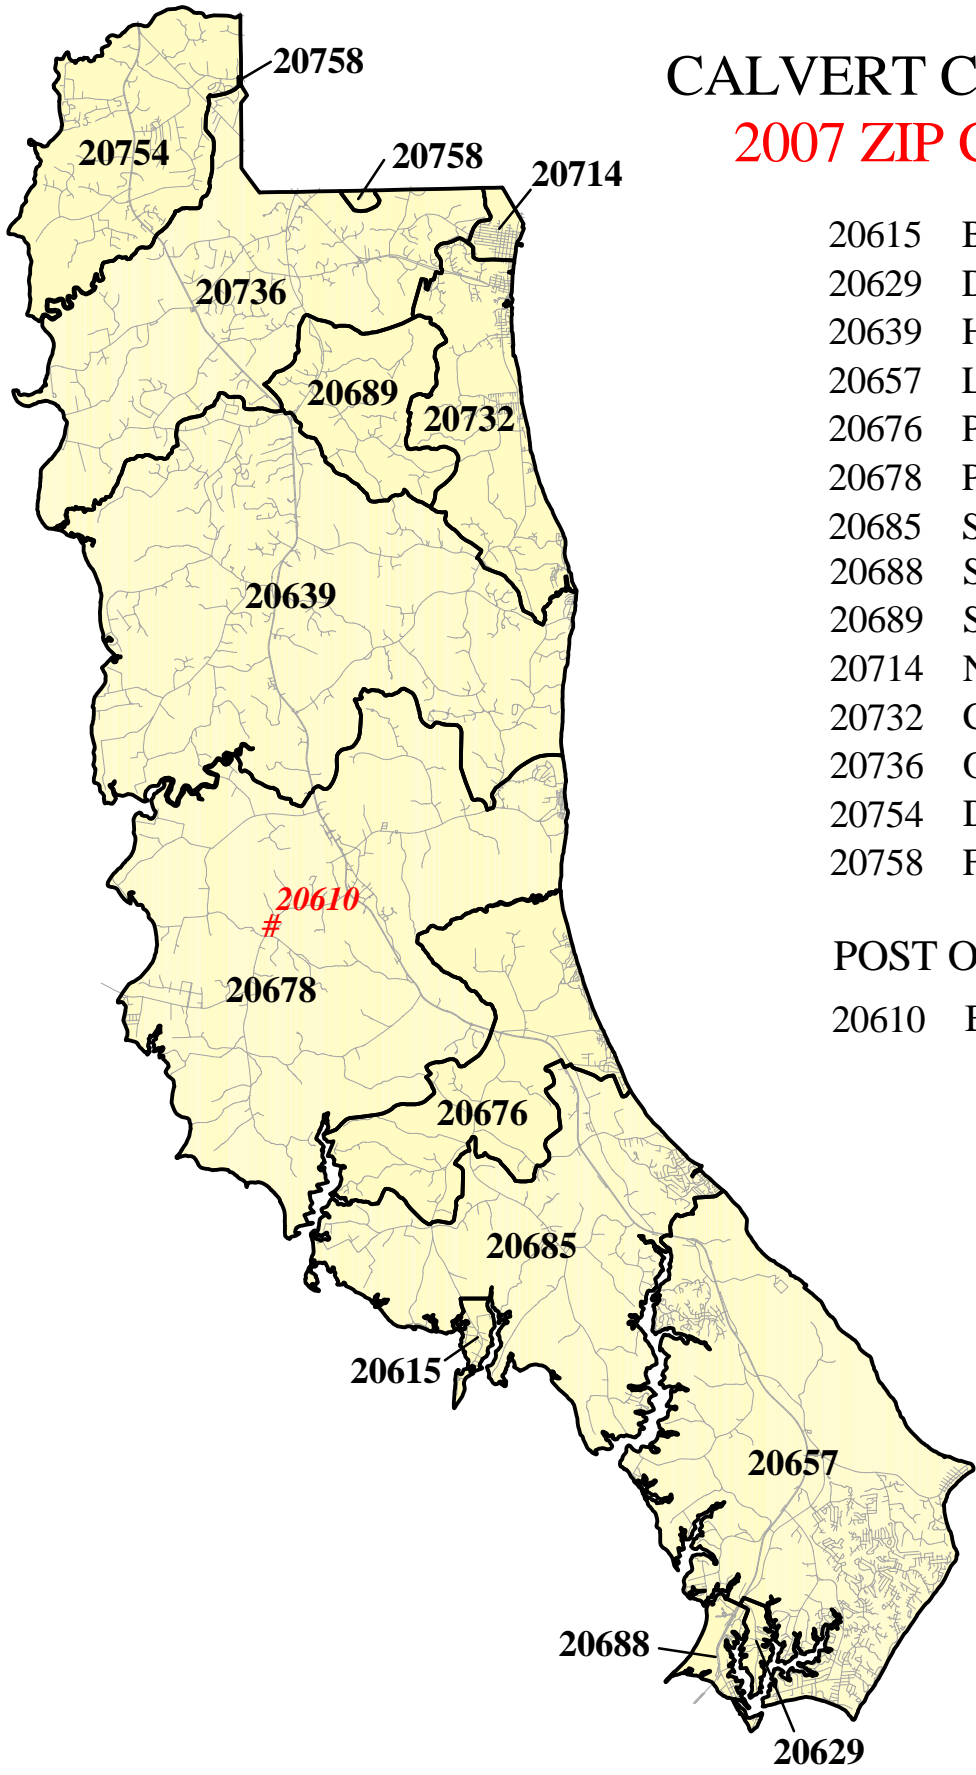 CALVERT C
2007 ZIP C
20758
20754
20758
20714
20615 B
20629 D
20639 H
20657 L
20676 P
20678 P
20685 S
20688 S
20689 S
20714 N
20732 C
20736 O
20754 D
20758 F
20736
20689
20732
20639
20610
#
20678
POST O
20610 B
20676
20685
20615
20657
20688
20629